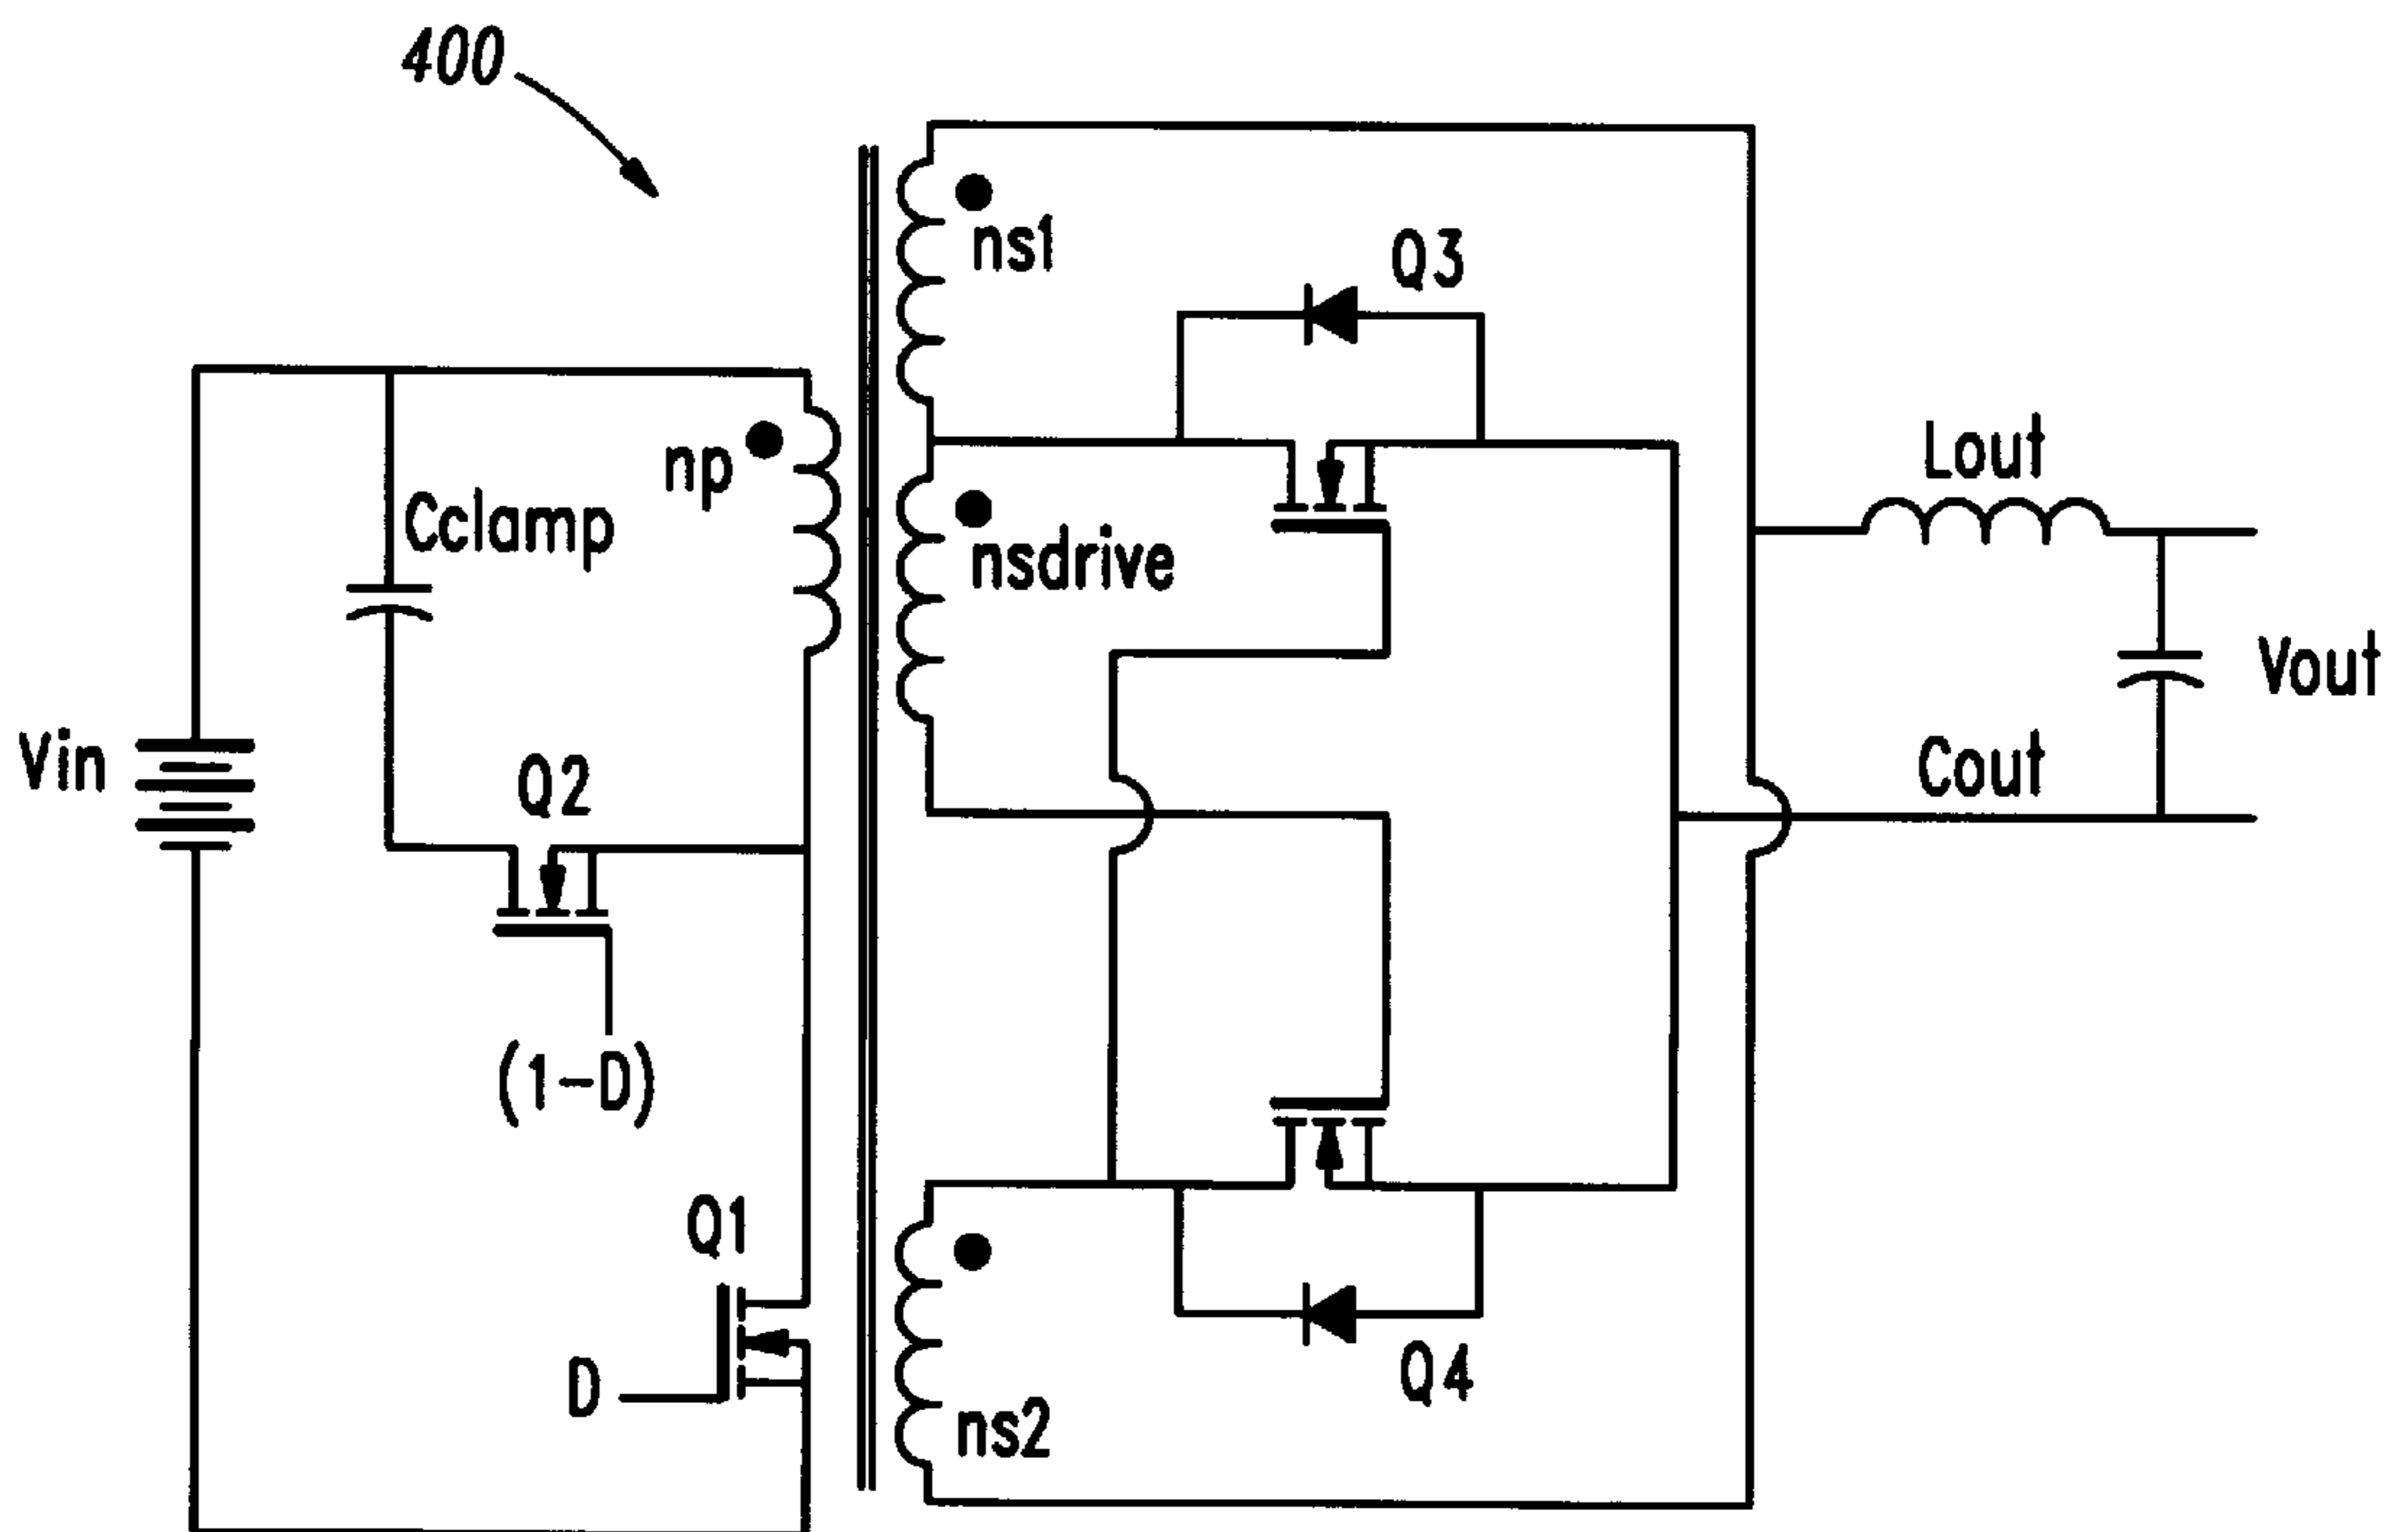 400
ns1
Q3
np
Lout
Cclamp
nsdrive
Vout
Vin
Q2
Cout
(1-D)
Q1
D
Q4
ns2